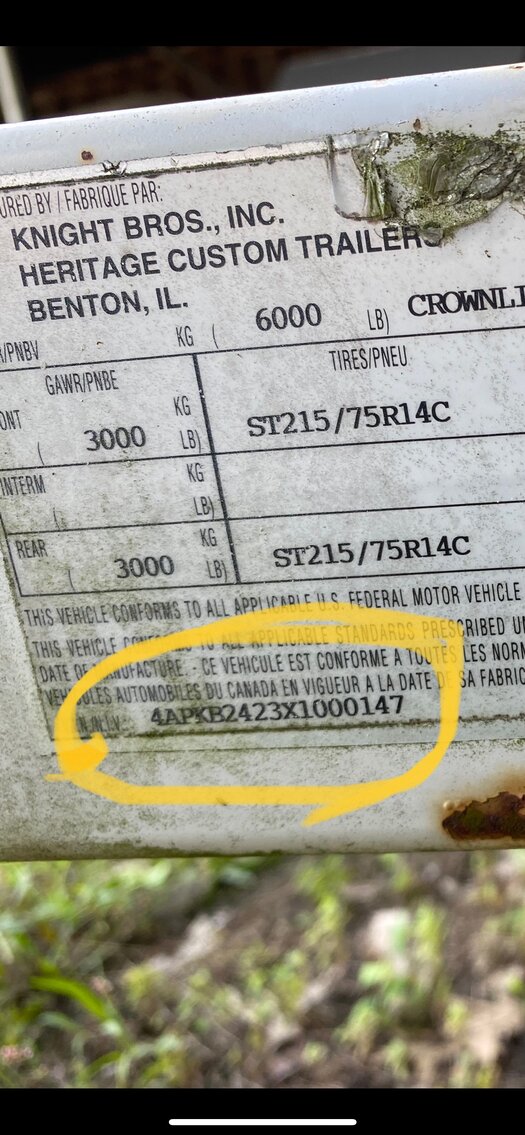 URED BY / FABRIQUE PAR:
KNIGHT BROS., INC.
HERITAGE CUSTOM TRAILERS
BENTON, IL.
R/PNBV KG ( 6000 LB) CROWNLI
GAWR/PNBE TIRES/PNEU
ONT KG
( 3000 LB) ST215/75R14C
INTERM KG
( LB)
REAR KG
( 3000 LB) ST215/75R14C
THIS VEHICLE CONFORMS TO ALL APPLICABLE U.S. FEDERAL MOTOR VEHICLE
THIS VEHICLE CONFORMS TO ALL APPLICABLE STANDARDS PRESCRIBED UN
DATE OF MANUFACTURE - CE VEHICULE EST CONFORME A TOUTES LES NORM
VEHICULES AUTOMOBILES DU CANADA EN VIGUEUR A LA DATE DE SA FABRIC
4APKB2423X1000147